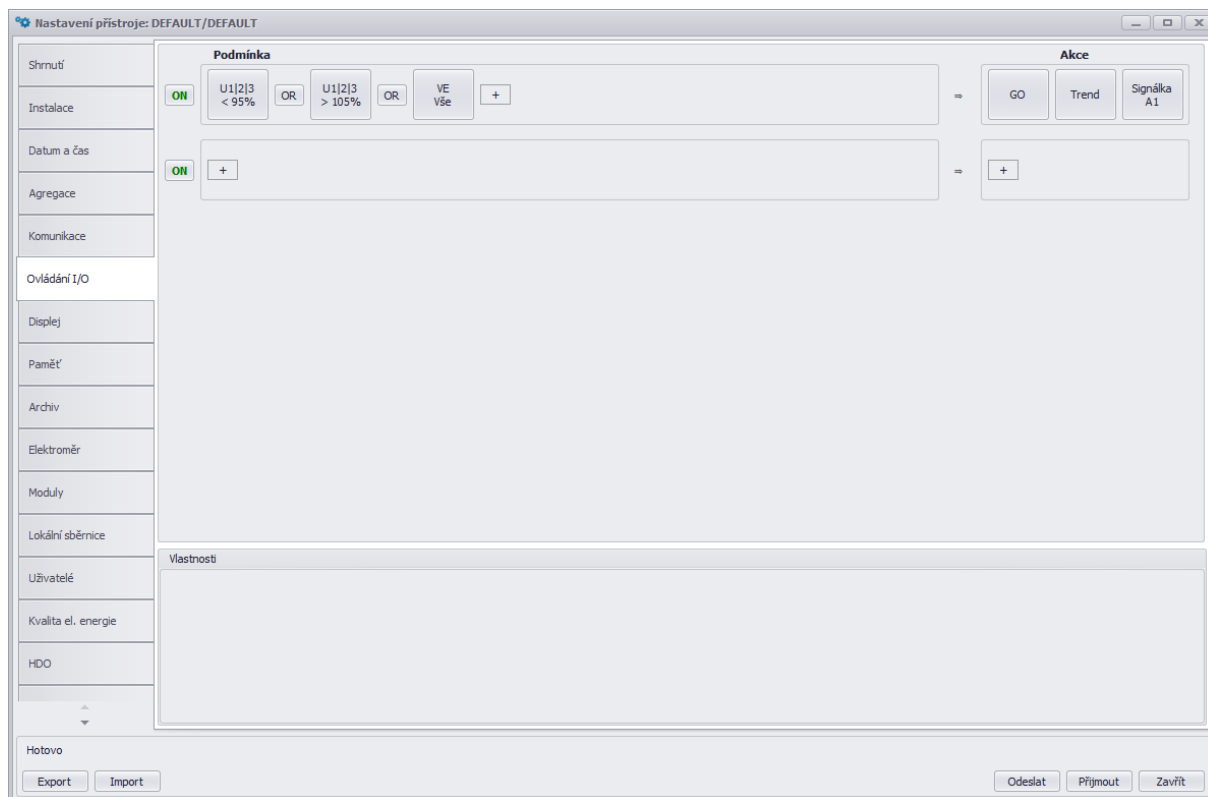 Nastavení přístroje: DEFAULT/DEFAULT
Shrnutí
Instalace
Datum a čas
Agregace
Komunikace
Ovládání I/O
Displej
Paměť
Archiv
Elektroměr
Moduly
Lokální sběrnice
Uživatelé
Kvalita el. energie
HDO
Podmínka
Akce
ON
U1|2|3
< 95%
OR
U1|2|3
> 105%
OR
VE
Vše
+
⇒
GO
Trend
Signálka
A1
ON
+
⇒
+
Vlastnosti
Hotovo
Export
Import
Odeslat
Přijmout
Zavřít